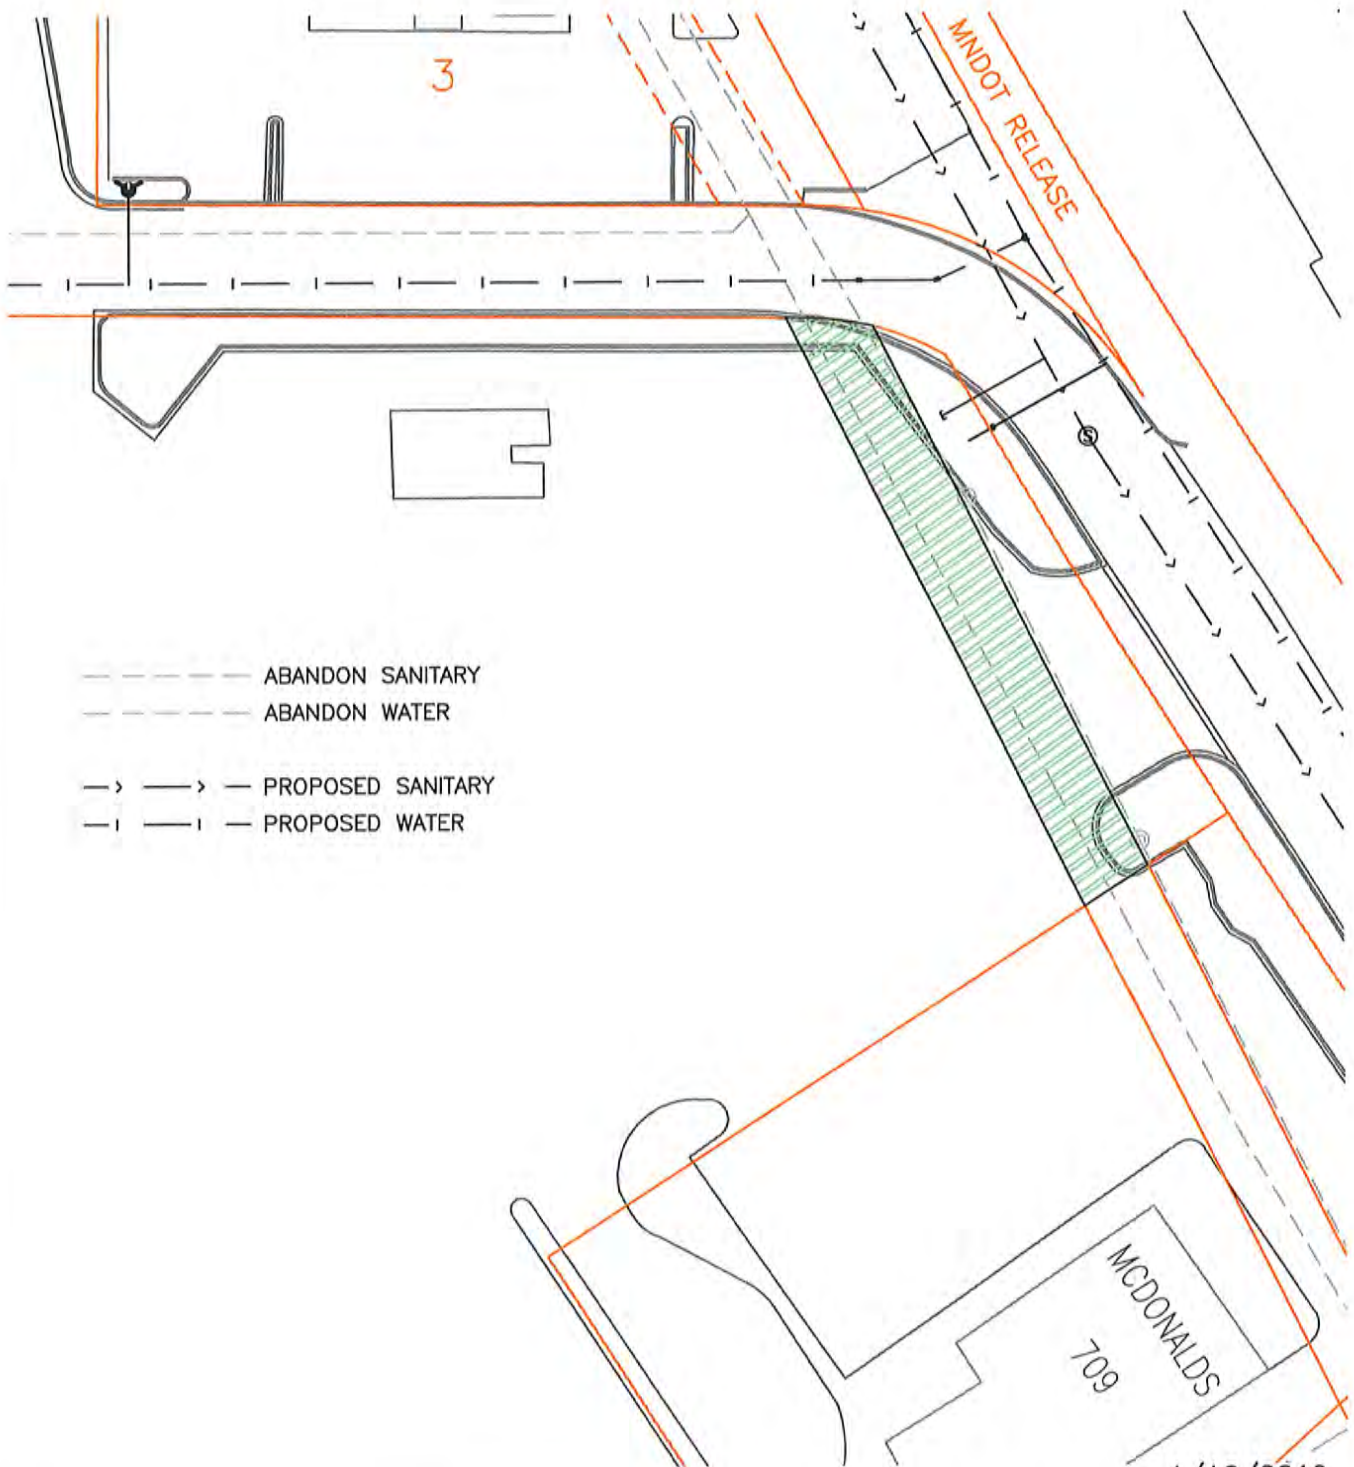 3
MNDOT RELEASE
S
ABANDON SANITARY
ABANDON WATER
PROPOSED SANITARY
PROPOSED WATER
MCDONALDS
709